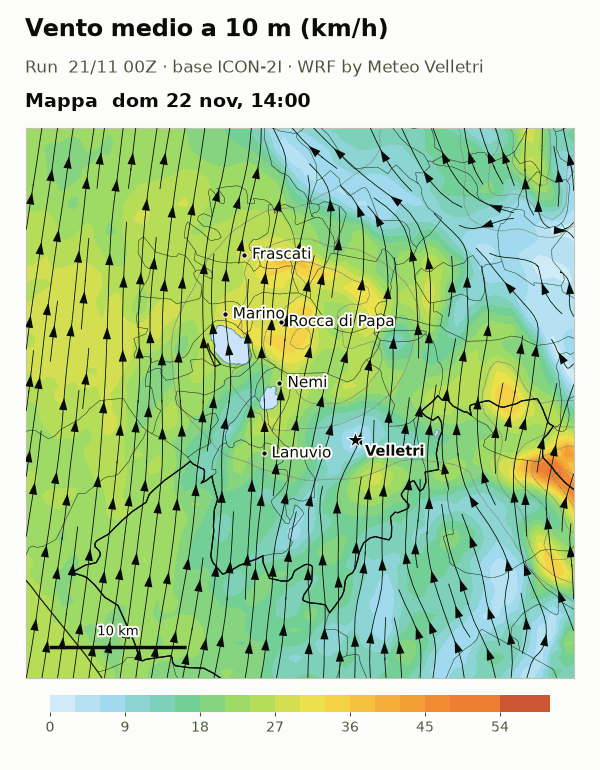 Vento medio a 10 m (km/h)
Run  21/11 00Z · base ICON-2I · WRF by Meteo Velletri
Mappa  dom 22 nov, 14:00
Frascati
Marino
Rocca di Papa
Nemi
Velletri
Lanuvio
10 km
0 9 18 27 36 45 54